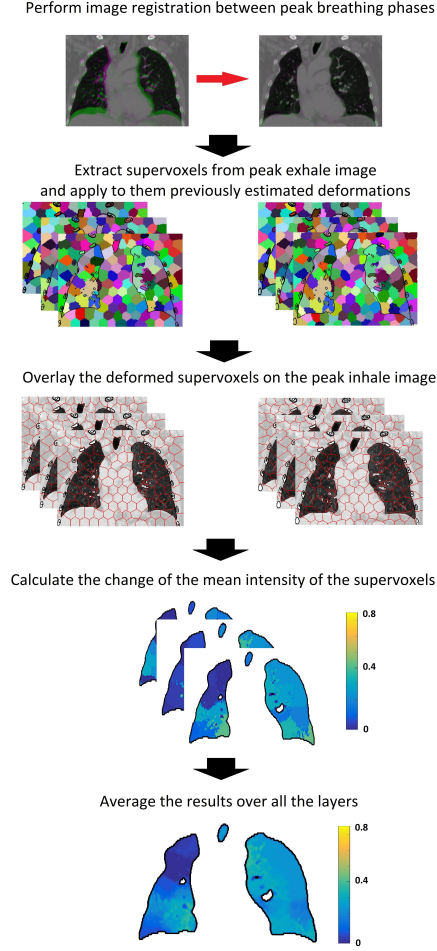 Perform image registration between peak breathing phases
Extract supervoxels from peak exhale image
and apply to them previously estimated deformations
Overlay the deformed supervoxels on the peak inhale image
Calculate the change of the mean intensity of the supervoxels
0.8
0.4
0
Average the results over all the layers
0.8
0.4
0